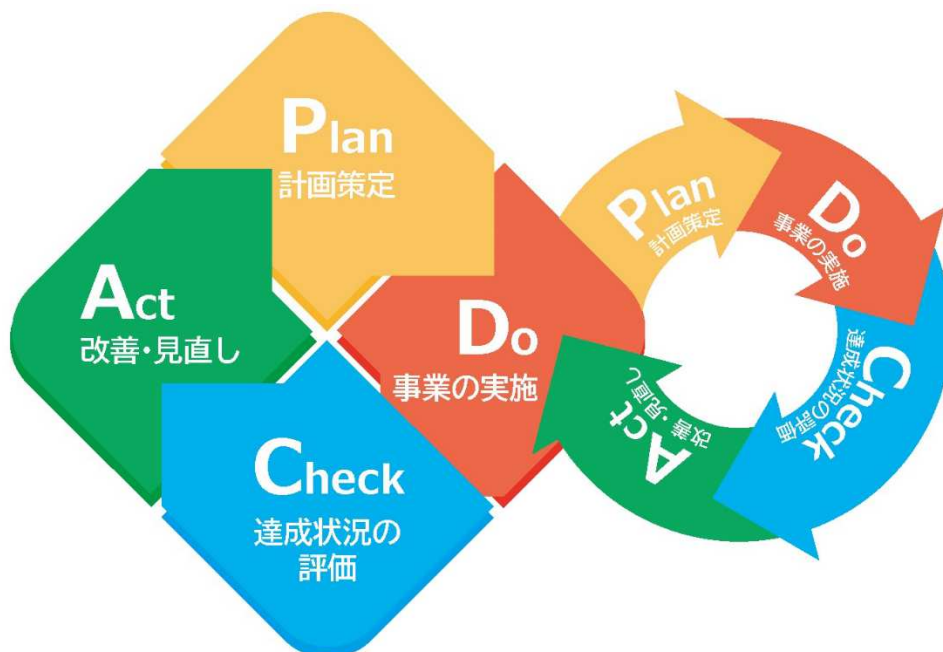 Plan
計画策定
Do
事業の実施
Check
達成状況の
評価
Act
改善・見直し
Plan
計画策定
Do
事業の実施
Check
達成状況の評価
Act
改善・見直し